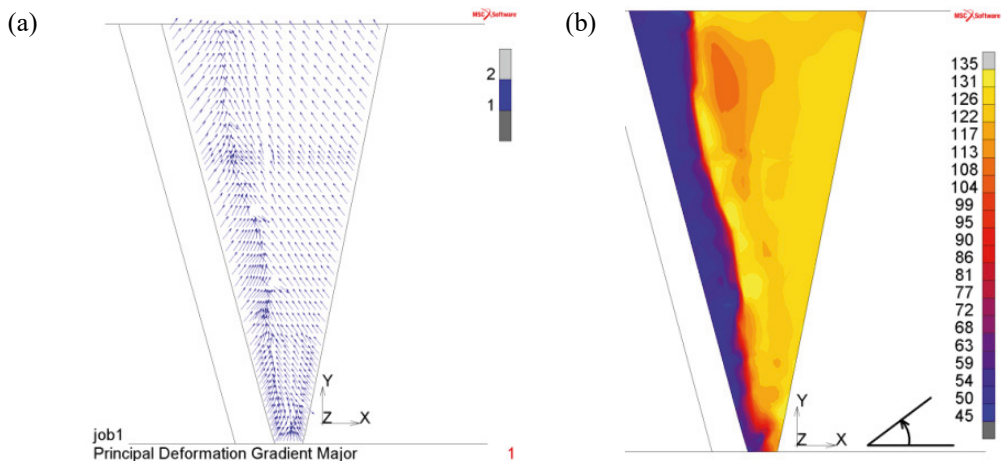 (a)
MSC Software
2
1
Y
Z X
job1
Principal Deformation Gradient Major 1
(b)
MSC Software
135
131
126
122
117
113
108
104
99
95
90
86
81
77
72
68
63
59
54
50
45
Y
Z X